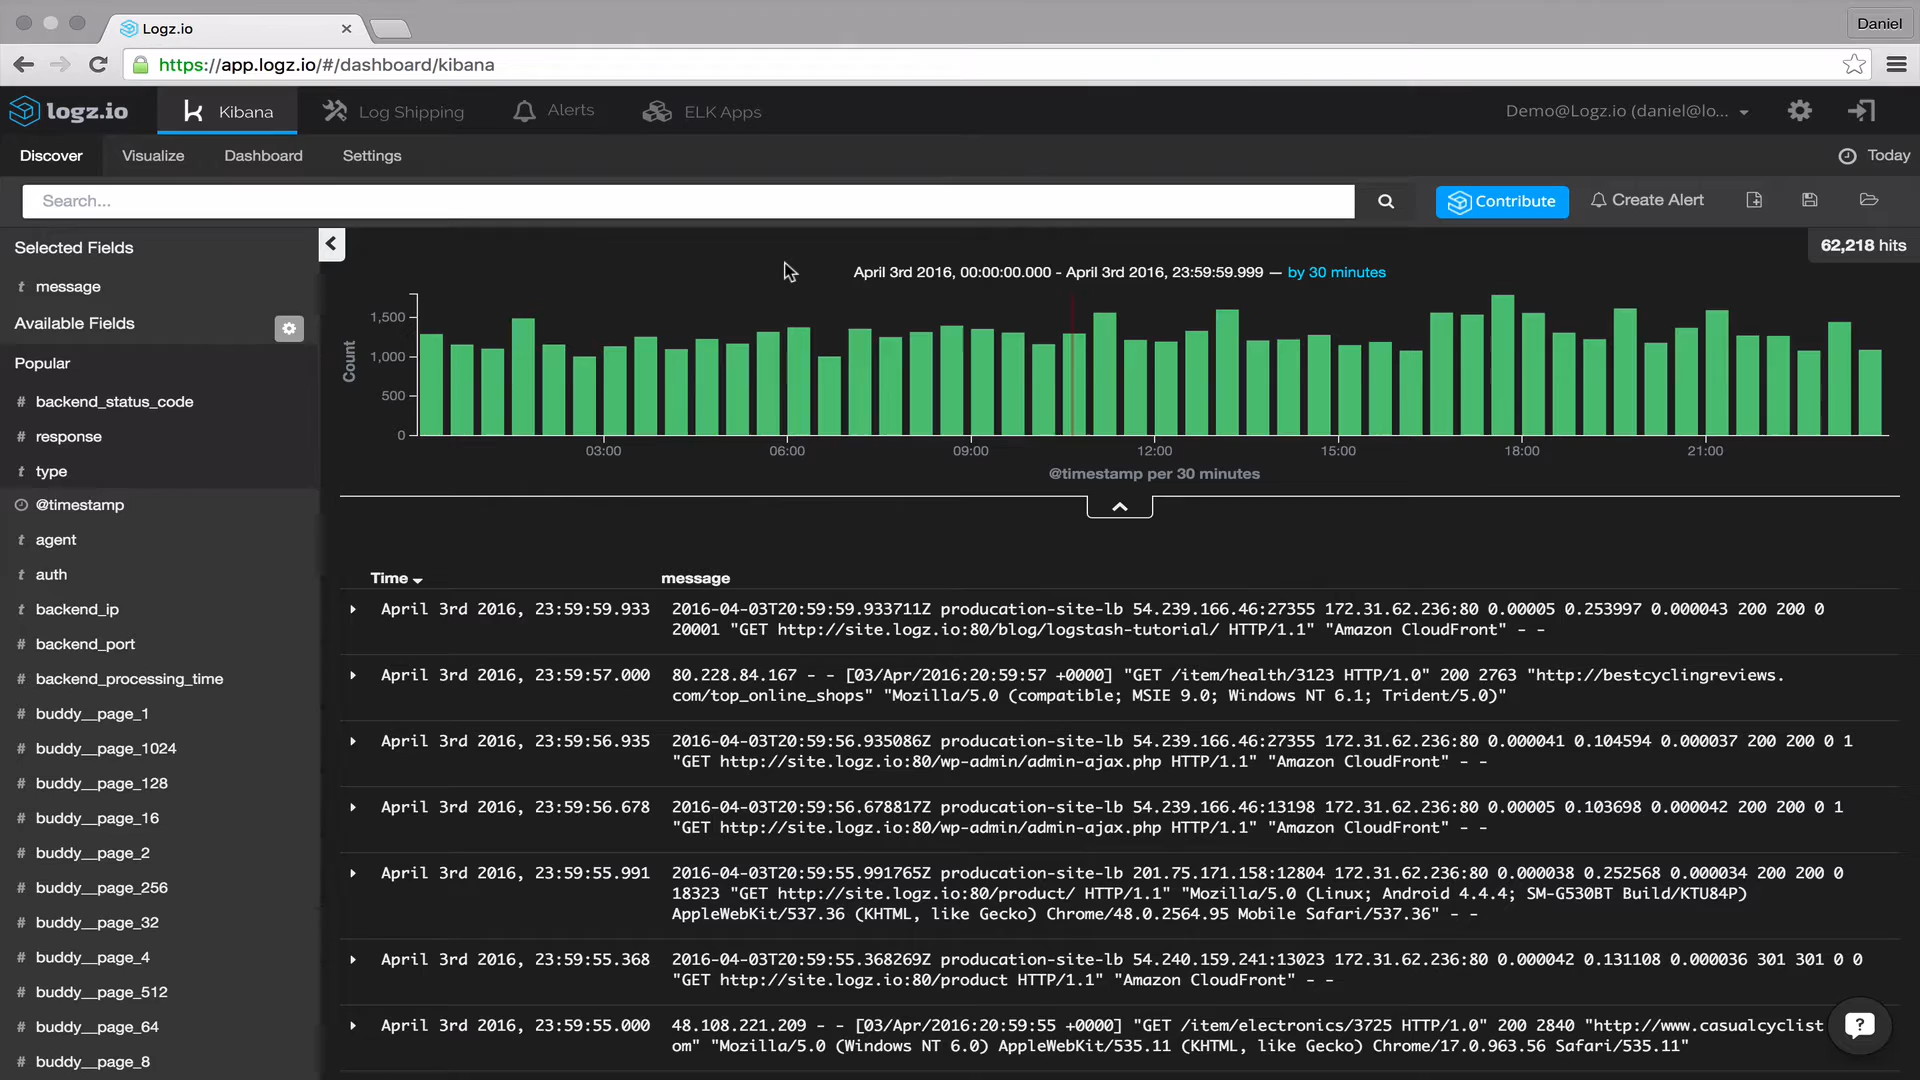 Logz.io
Daniel
https://app.logz.io/#/dashboard/kibana
logz.io
Kibana
Log Shipping
Alerts
ELK Apps
Demo@Logz.io (daniel@lo...
Discover
Visualize
Dashboard
Settings
Today
Search...
Contribute
Create Alert
Selected Fields
t message
Available Fields
Popular
# backend_status_code
# response
t type
@timestamp
t agent
t auth
t backend_ip
# backend_port
# backend_processing_time
# buddy__page_1
# buddy__page_1024
# buddy__page_128
# buddy__page_16
# buddy__page_2
# buddy__page_256
# buddy__page_32
# buddy__page_4
# buddy__page_512
# buddy__page_64
# buddy__page_8
62,218 hits
April 3rd 2016, 00:00:00.000 - April 3rd 2016, 23:59:59.999 — by 30 minutes
Count
1,500
1,000
500
0
03:00 06:00 09:00 12:00 15:00 18:00 21:00
@timestamp per 30 minutes
Time message
April 3rd 2016, 23:59:59.933 2016-04-03T20:59:59.933711Z producation-site-lb 54.239.166.46:27355 172.31.62.236:80 0.00005 0.253997 0.000043 200 200 0
20001 "GET http://site.logz.io:80/blog/logstash-tutorial/ HTTP/1.1" "Amazon CloudFront" - -
April 3rd 2016, 23:59:57.000 80.228.84.167 - - [03/Apr/2016:20:59:57 +0000] "GET /item/health/3123 HTTP/1.0" 200 2763 "http://bestcyclingreviews.
com/top_online_shops" "Mozilla/5.0 (compatible; MSIE 9.0; Windows NT 6.1; Trident/5.0)"
April 3rd 2016, 23:59:56.935 2016-04-03T20:59:56.935086Z producation-site-lb 54.239.166.46:27355 172.31.62.236:80 0.000041 0.104594 0.000037 200 200 0 1
"GET http://site.logz.io:80/wp-admin/admin-ajax.php HTTP/1.1" "Amazon CloudFront" - -
April 3rd 2016, 23:59:56.678 2016-04-03T20:59:56.678817Z producation-site-lb 54.239.166.46:13198 172.31.62.236:80 0.00005 0.103698 0.000042 200 200 0 1
"GET http://site.logz.io:80/wp-admin/admin-ajax.php HTTP/1.1" "Amazon CloudFront" - -
April 3rd 2016, 23:59:55.991 2016-04-03T20:59:55.991765Z producation-site-lb 201.75.171.158:12804 172.31.62.236:80 0.000038 0.252568 0.000034 200 200 0
18323 "GET http://site.logz.io:80/product/ HTTP/1.1" "Mozilla/5.0 (Linux; Android 4.4.4; SM-G530BT Build/KTU84P)
AppleWebKit/537.36 (KHTML, like Gecko) Chrome/48.0.2564.95 Mobile Safari/537.36" - -
April 3rd 2016, 23:59:55.368 2016-04-03T20:59:55.368269Z producation-site-lb 54.240.159.241:13023 172.31.62.236:80 0.000042 0.131108 0.000036 301 301 0 0
"GET http://site.logz.io:80/product HTTP/1.1" "Amazon CloudFront" - -
April 3rd 2016, 23:59:55.000 48.108.221.209 - - [03/Apr/2016:20:59:55 +0000] "GET /item/electronics/3725 HTTP/1.0" 200 2840 "http://www.casualcyclist
om" "Mozilla/5.0 (Windows NT 6.0) AppleWebKit/535.11 (KHTML, like Gecko) Chrome/17.0.963.56 Safari/535.11"